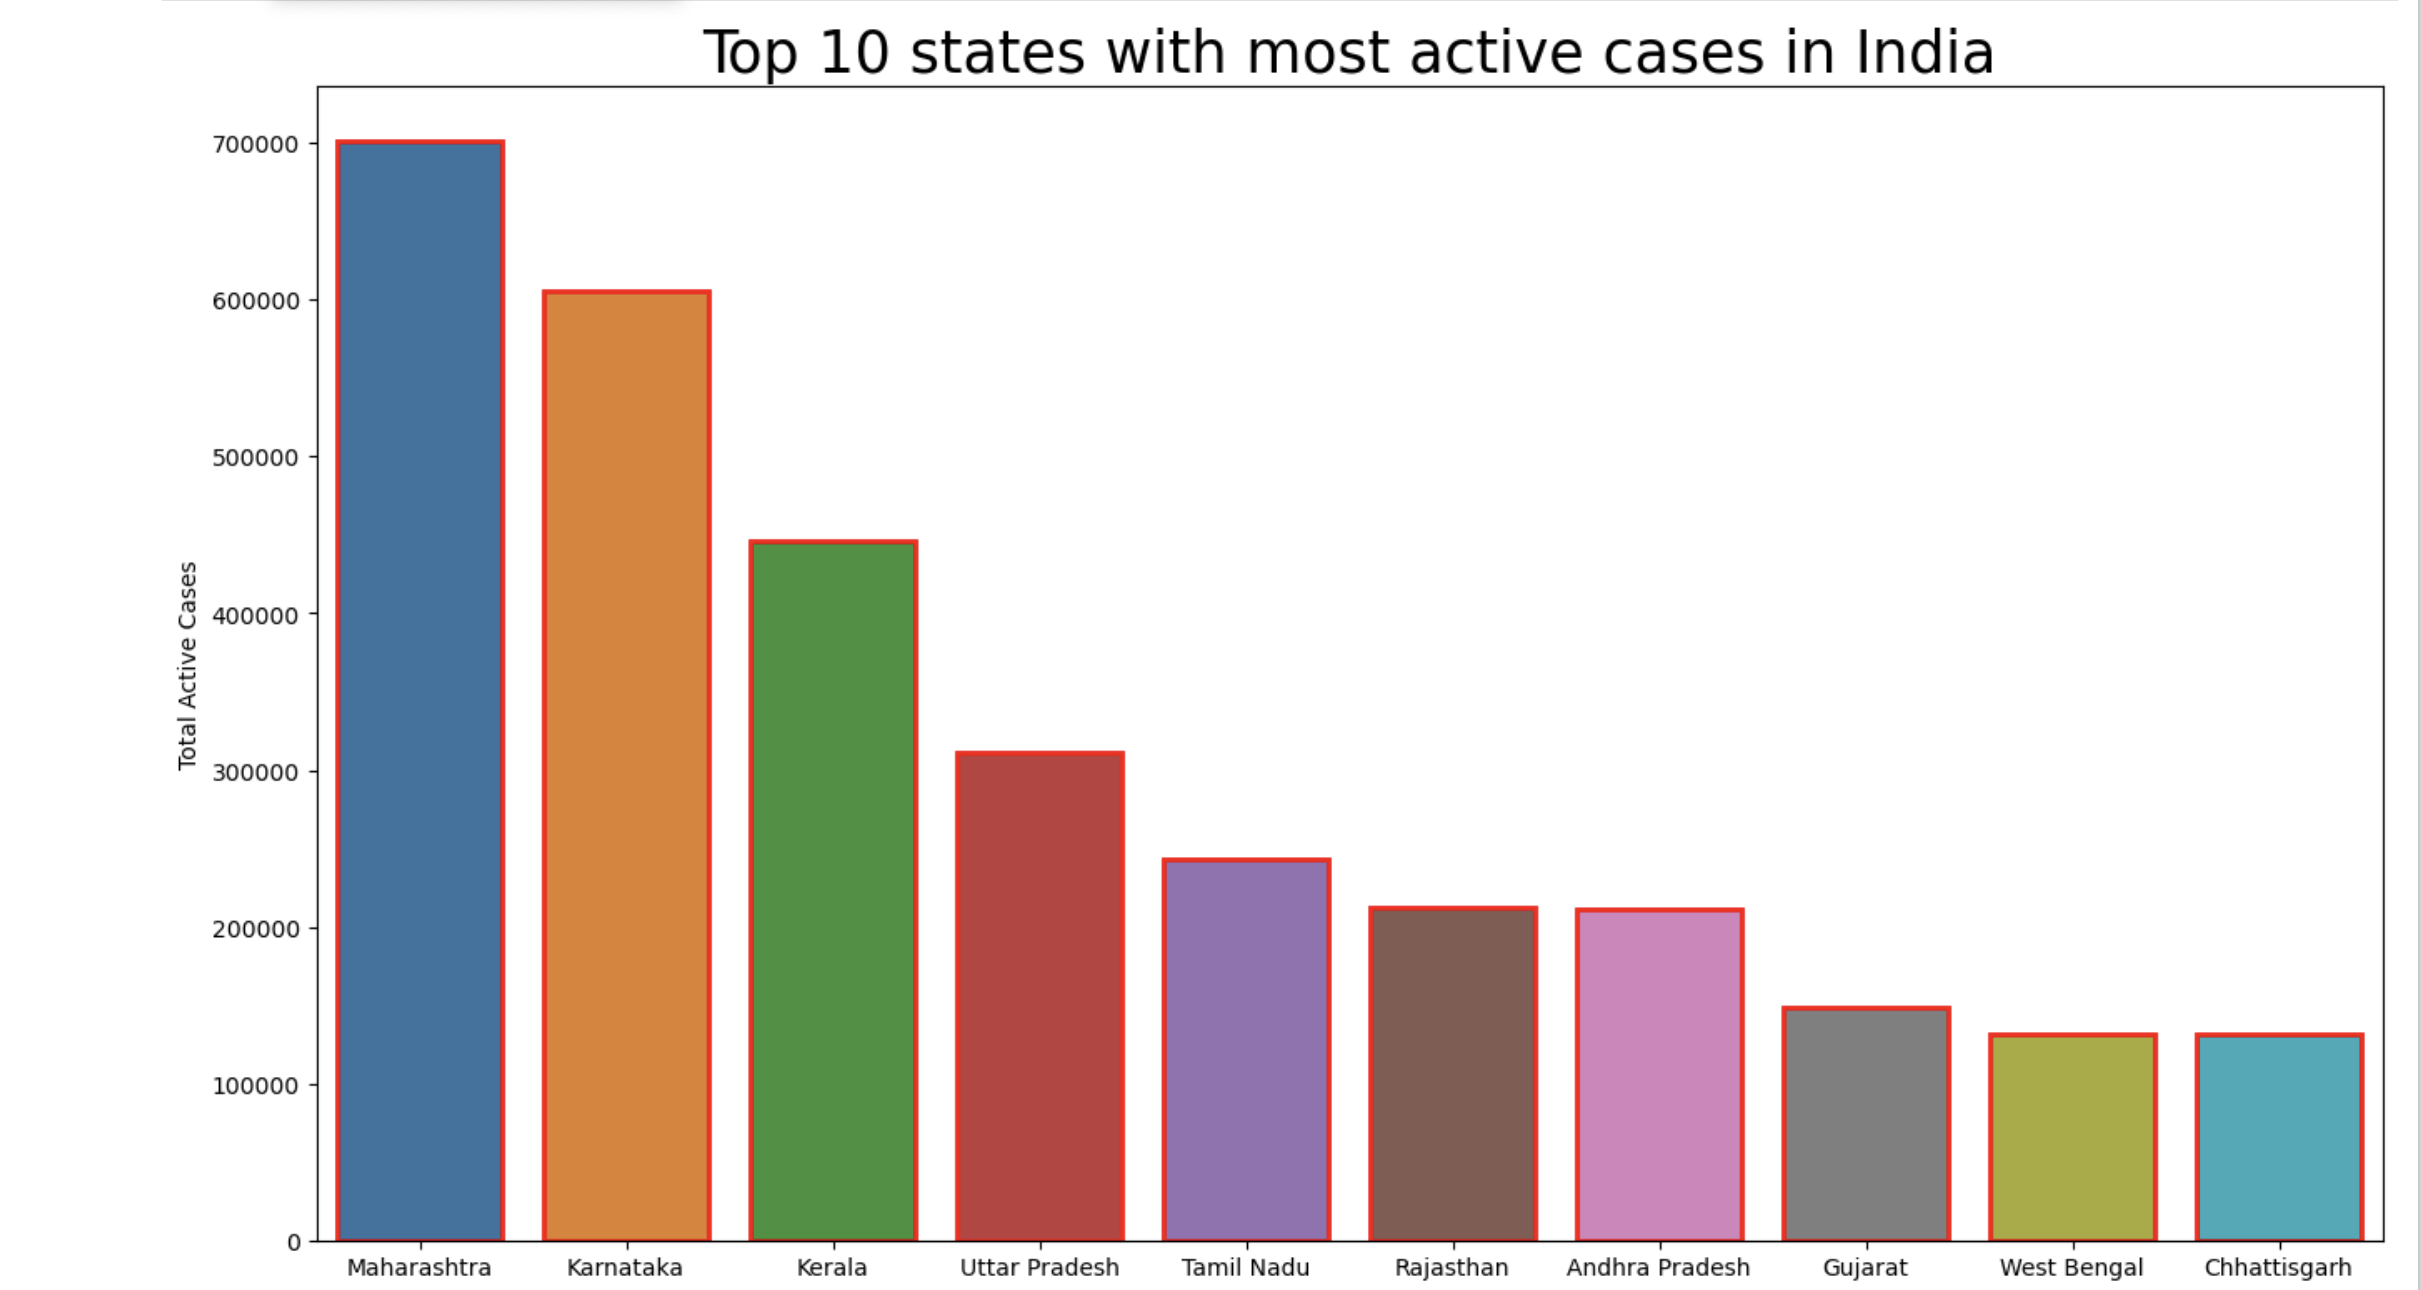 Top 10 states with most active cases in India
Total Active Cases
700000
600000
500000
400000
300000
200000
100000
0
Maharashtra Karnataka Kerala Uttar Pradesh Tamil Nadu Rajasthan Andhra Pradesh Gujarat West Bengal Chhattisgarh